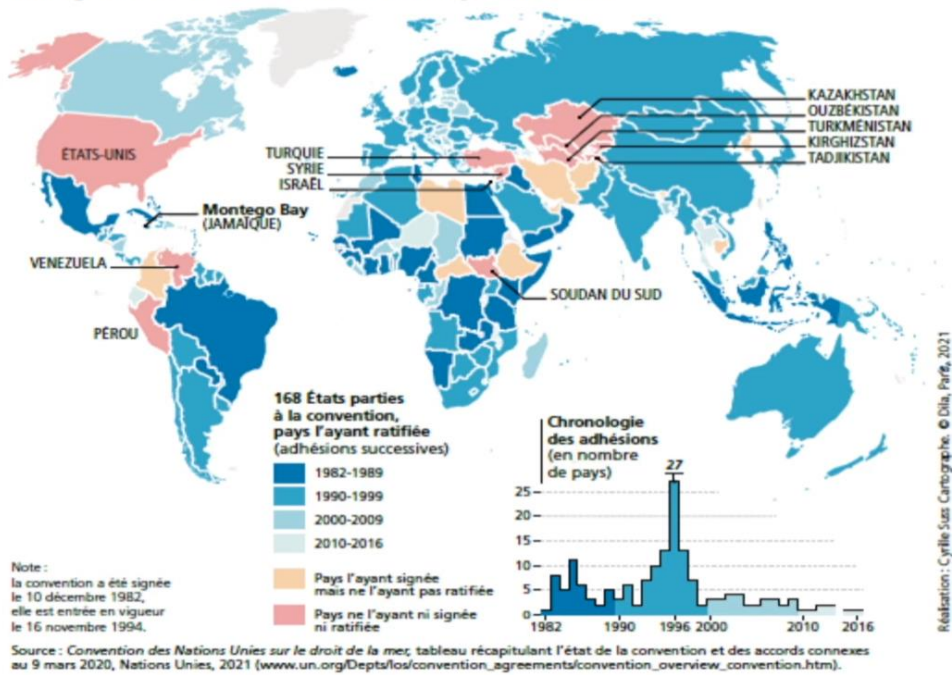 KAZAKHSTAN
OUZBÉKISTAN
TURKMÉNISTAN
KIRGHIZSTAN
TADJIKISTAN
ÉTATS-UNIS
TURQUIE
SYRIE
ISRAËL
Montego Bay
(JAMAÏQUE)
VENEZUELA
SOUDAN DU SUD
PÉROU
168 États parties
à la convention,
pays l'ayant ratifiée
(adhésions successives)
1982-1989
1990-1999
2000-2009
2010-2016
Pays l'ayant signée
mais ne l'ayant pas ratifiée
Pays ne l'ayant ni signée
ni ratifiée
Chronologie
des adhésions
(en nombre
de pays)
27
25
20
15
10
5
0
1982
1990
1996
2000
2010
2016
Note :
la convention a été signée
le 10 décembre 1982,
elle est entrée en vigueur
le 16 novembre 1994.
Réalisation : Cyrille Suss Cartographe. © Dila, Paris, 2021
Source : Convention des Nations Unies sur le droit de la mer, tableau récapitulant l'état de la convention et des accords connexes
au 9 mars 2020, Nations Unies, 2021 (www.un.org/Depts/los/convention_agreements/convention_overview_convention.htm).